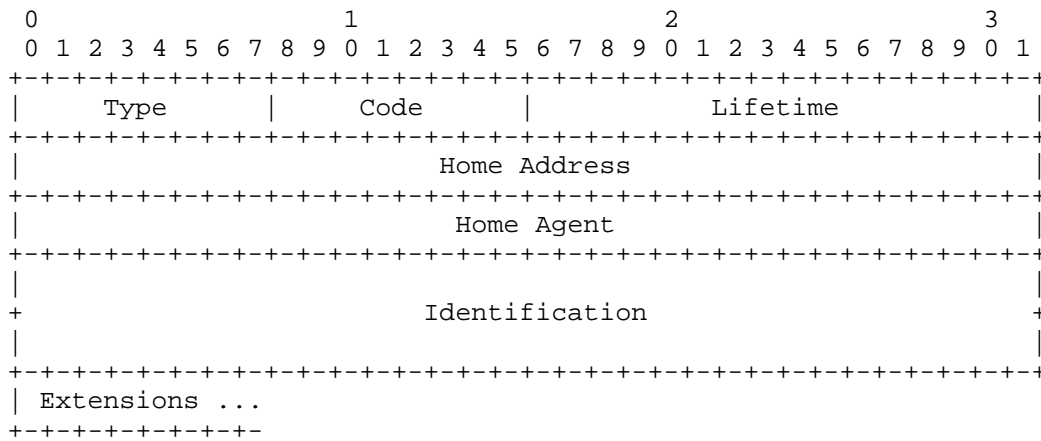 0                   1                   2                   3
 0 1 2 3 4 5 6 7 8 9 0 1 2 3 4 5 6 7 8 9 0 1 2 3 4 5 6 7 8 9 0 1
+-+-+-+-+-+-+-+-+-+-+-+-+-+-+-+-+-+-+-+-+-+-+-+-+-+-+-+-+-+-+-+-+
|     Type      |     Code      |           Lifetime            |
+-+-+-+-+-+-+-+-+-+-+-+-+-+-+-+-+-+-+-+-+-+-+-+-+-+-+-+-+-+-+-+-+
|                          Home Address                         |
+-+-+-+-+-+-+-+-+-+-+-+-+-+-+-+-+-+-+-+-+-+-+-+-+-+-+-+-+-+-+-+-+
|                           Home Agent                          |
+-+-+-+-+-+-+-+-+-+-+-+-+-+-+-+-+-+-+-+-+-+-+-+-+-+-+-+-+-+-+-+-+
|                                                               |
+                         Identification                        +
|                                                               |
+-+-+-+-+-+-+-+-+-+-+-+-+-+-+-+-+-+-+-+-+-+-+-+-+-+-+-+-+-+-+-+-+
| Extensions ...
+-+-+-+-+-+-+-+-